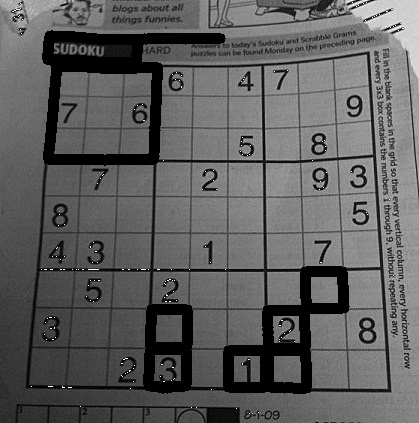 blogs about all
things funnies.
SUDOKU HARD
Answers to today's Sudoku and Scrabble Grams
puzzles can be found Monday on the preceding page.
6 4 7
7 6 9
5 8
7 2 9 3
8 5
4 3 1 7
5 2
3 2 8
2 3 1
Fill in the blank spaces in the grid so that every vertical column, every horizontal row
and every 3x3 box contains the numbers 1 through 9, without repeating any.
1 2 3
8-1-09